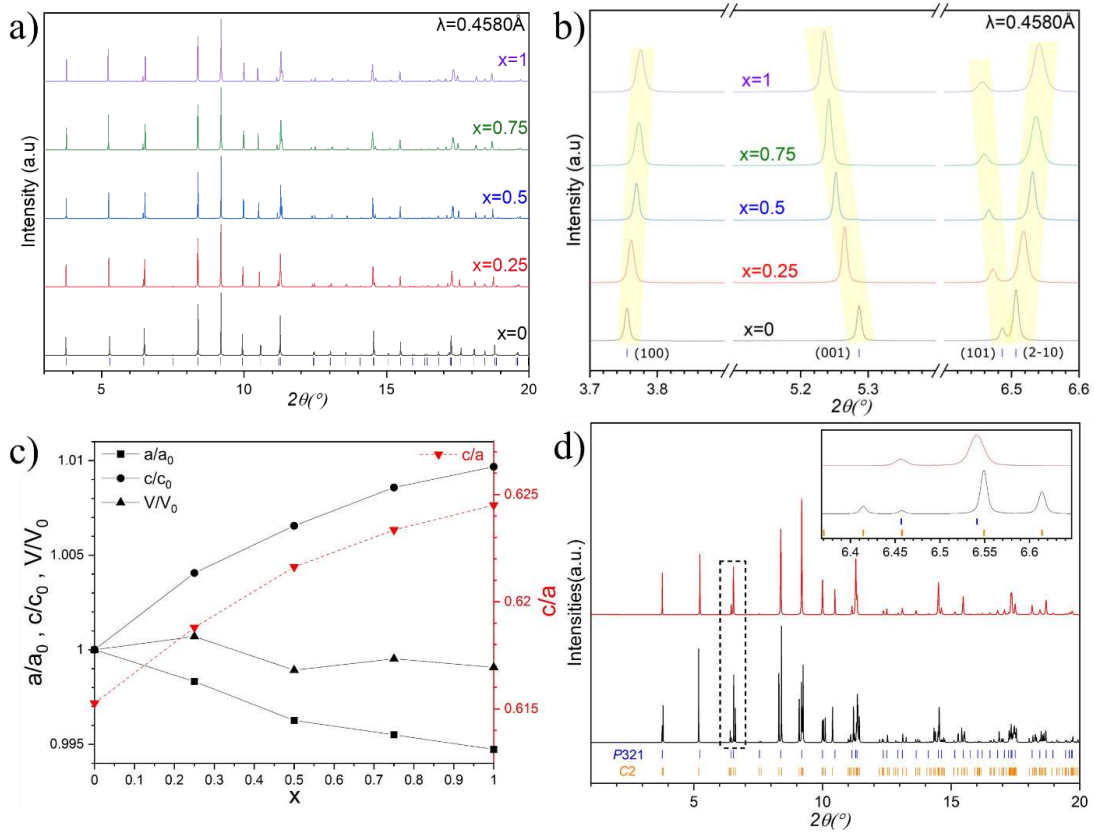 a)
λ=0.4580Å
x=1
x=0.75
x=0.5
x=0.25
x=0
Intensity (a.u)
5
10
15
20
2θ(°)
b)
λ=0.4580Å
x=1
x=0.75
x=0.5
x=0.25
x=0
(100)
(001)
(101)
(2-10)
Intensity (a.u)
3.7
3.8
5.2
5.3
6.5
6.6
2θ(°)
c)
a/a₀
c/c₀
V/V₀
c/a
1.01
1.005
1
0.995
a/a₀ , c/c₀ , V/V₀
0.625
0.62
0.615
c/a
0
0.1
0.2
0.3
0.4
0.5
0.6
0.7
0.8
0.9
1
x
d)
6.4
6.45
6.5
6.55
6.6
Intensities(a.u.)
P321
C2
5
10
15
20
2θ(°)